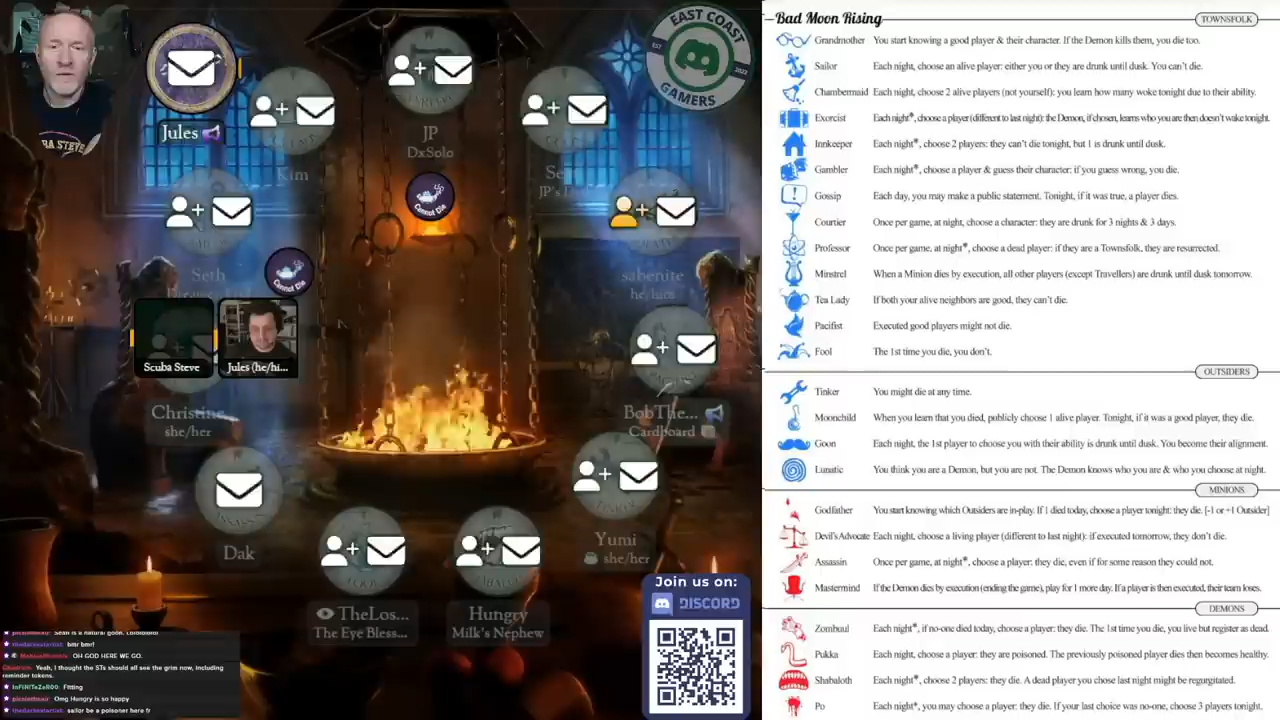 EAST COAST
EST
2022
GAMERS
BA STEVE
Jules
Kim
JP
DxSolo
Se
JP's
Cannot Die
Seth
Cannot Die
sabenite
he/him
Scuba Steve
Jules (he/hi...
Christine
she/her
BobThe...
Cardboard
Dak
Yumi
she/her
TheLos...
The Eye Bless...
Hungry
Milk's Nephew
Join us on:
DISCORD
bmr bmr!
OH GOD HERE WE GO.
Yeah, I thought the STs should all see the grim now, including
reminder tokens.
InFiNiTeZeR00: Fitting
Omg Hungry is so happy
sailor be a poisoner here fr
Bad Moon Rising
TOWNSFOLK
Grandmother You start knowing a good player & their character. If the Demon kills them, you die too.
Sailor Each night, choose an alive player: either you or they are drunk until dusk. You can't die.
Chambermaid Each night, choose 2 alive players (not yourself): you learn how many woke tonight due to their ability.
Exorcist Each night*, choose a player (different to last night): the Demon, if chosen, learns who you are then doesn't wake tonight.
Innkeeper Each night*, choose 2 players: they can't die tonight, but 1 is drunk until dusk.
Gambler Each night*, choose a player & guess their character: if you guess wrong, you die.
Gossip Each day, you may make a public statement. Tonight, if it was true, a player dies.
Courtier Once per game, at night, choose a character: they are drunk for 3 nights & 3 days.
Professor Once per game, at night*, choose a dead player: if they are a Townsfolk, they are resurrected.
Minstrel When a Minion dies by execution, all other players (except Travellers) are drunk until dusk tomorrow.
Tea Lady If both your alive neighbors are good, they can't die.
Pacifist Executed good players might not die.
Fool The 1st time you die, you don't.
OUTSIDERS
Tinker You might die at any time.
Moonchild When you learn that you died, publicly choose 1 alive player. Tonight, if it was a good player, they die.
Goon Each night, the 1st player to choose you with their ability is drunk until dusk. You become their alignment.
Lunatic You think you are a Demon, but you are not. The Demon knows who you are & who you choose at night.
MINIONS
Godfather You start knowing which Outsiders are in-play. If 1 died today, choose a player tonight: they die. [-1 or +1 Outsider]
Devil's Advocate Each night, choose a living player (different to last night): if executed tomorrow, they don't die.
Assassin Once per game, at night*, choose a player: they die, even if for some reason they could not.
Mastermind If the Demon dies by execution (ending the game), play for 1 more day. If a player is then executed, their team loses.
DEMONS
Zombuul Each night*, if no-one died today, choose a player: they die. The 1st time you die, you live but register as dead.
Pukka Each night, choose a player: they are poisoned. The previously poisoned player dies then becomes healthy.
Shabaloth Each night*, choose 2 players: they die. A dead player you chose last night might be regurgitated.
Po Each night*, you may choose a player: they die. If your last choice was no-one, choose 3 players tonight.